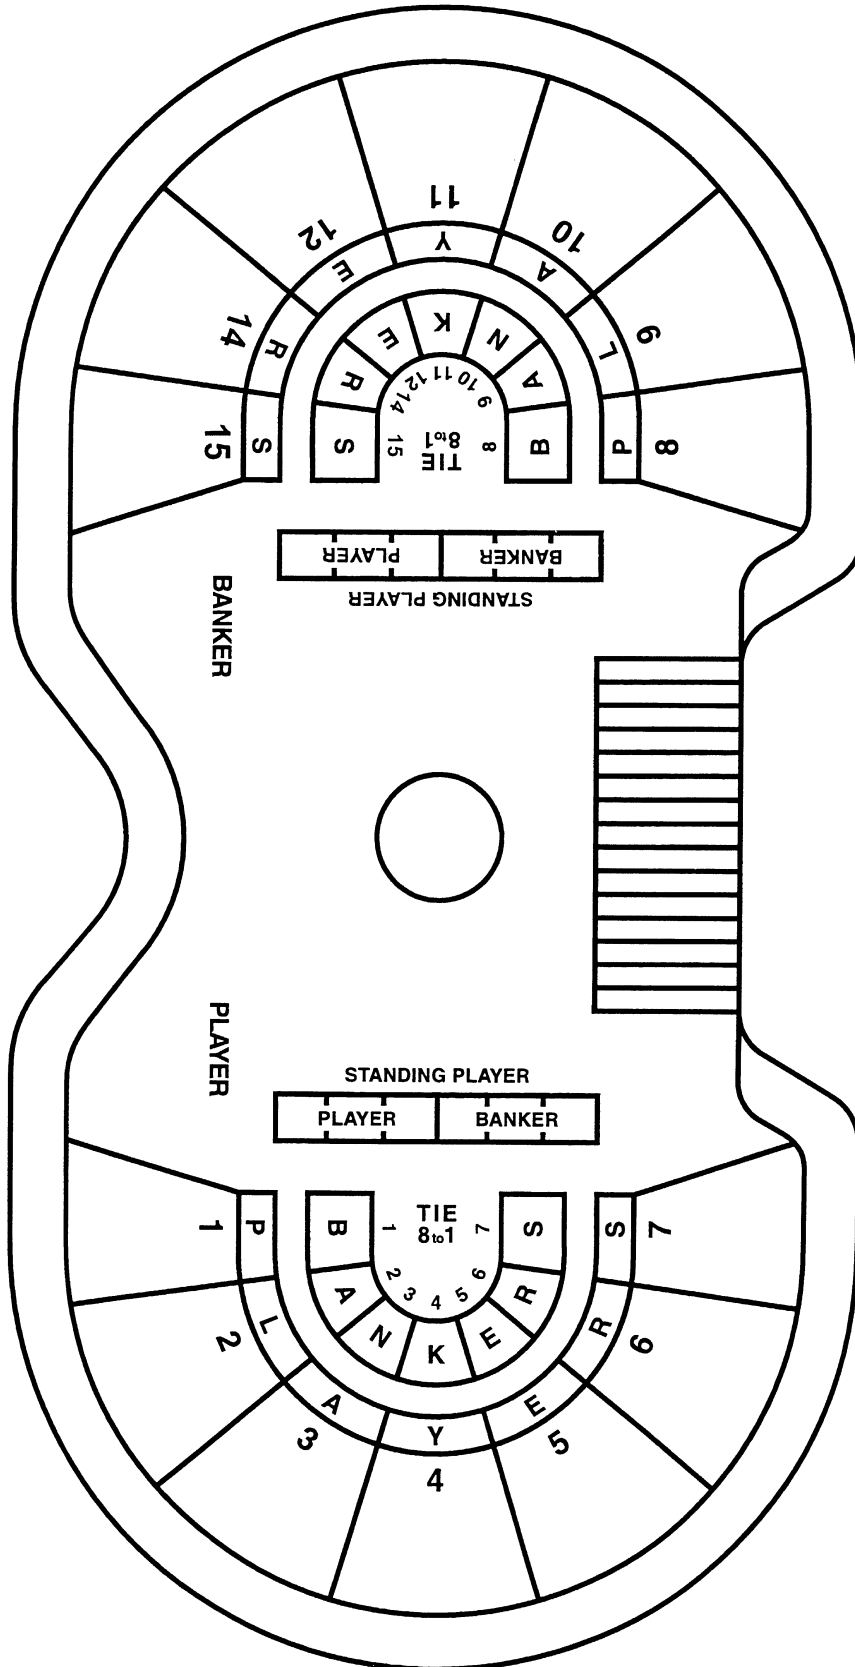 15 14 12 11 10 9 8
S R E Y A L P
S R E K N A B
15 14 12 11 10 9 8
TIE
8 to 1
PLAYER BANKER
STANDING PLAYER
BANKER
PLAYER
STANDING PLAYER
PLAYER BANKER
TIE
8 to 1
1 2 3 4 5 6 7
B A N K E R S
P L A Y E R S
1 2 3 4 5 6 7